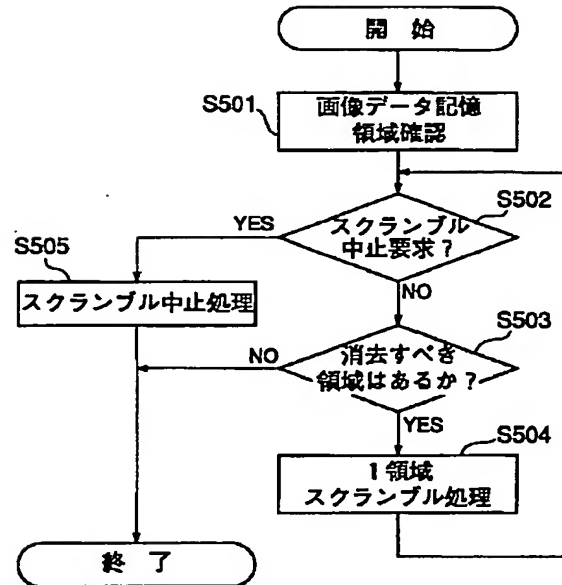 開 始
S501
画像データ記憶
領域確認
S502
スクランブル
中止要求？
YES
NO
S505
スクランブル中止処理
S503
消去すべき
領域はあるか？
NO
YES
S504
1領域
スクランブル処理
終 了